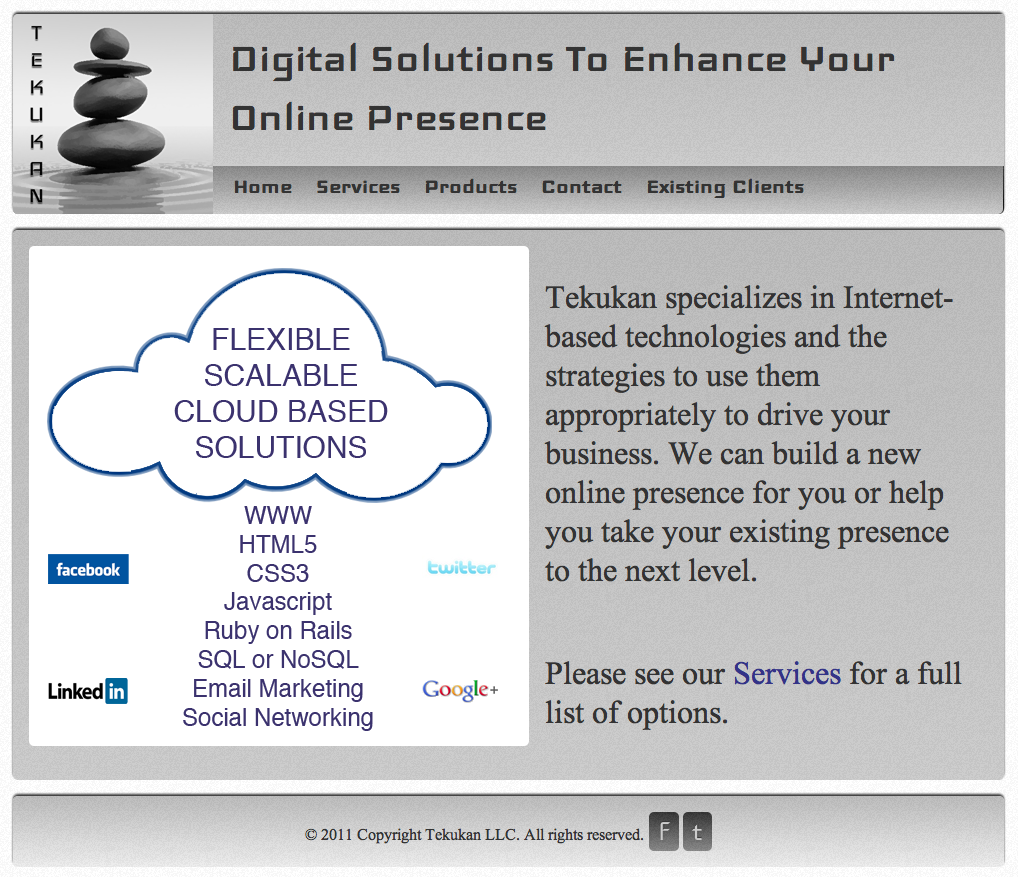 TEKUKAN
Digital Solutions To Enhance Your
Online Presence
Home Services Products Contact Existing Clients
FLEXIBLE
SCALABLE
CLOUD BASED
SOLUTIONS
WWW
HTML5
CSS3
Javascript
Ruby on Rails
SQL or NoSQL
Email Marketing
Social Networking
facebook
twitter
Linked in
Google+
Tekukan specializes in Internet-
based technologies and the
strategies to use them
appropriately to drive your
business. We can build a new
online presence for you or help
you take your existing presence
to the next level.
Please see our Services for a full
list of options.
© 2011 Copyright Tekukan LLC. All rights reserved. f t